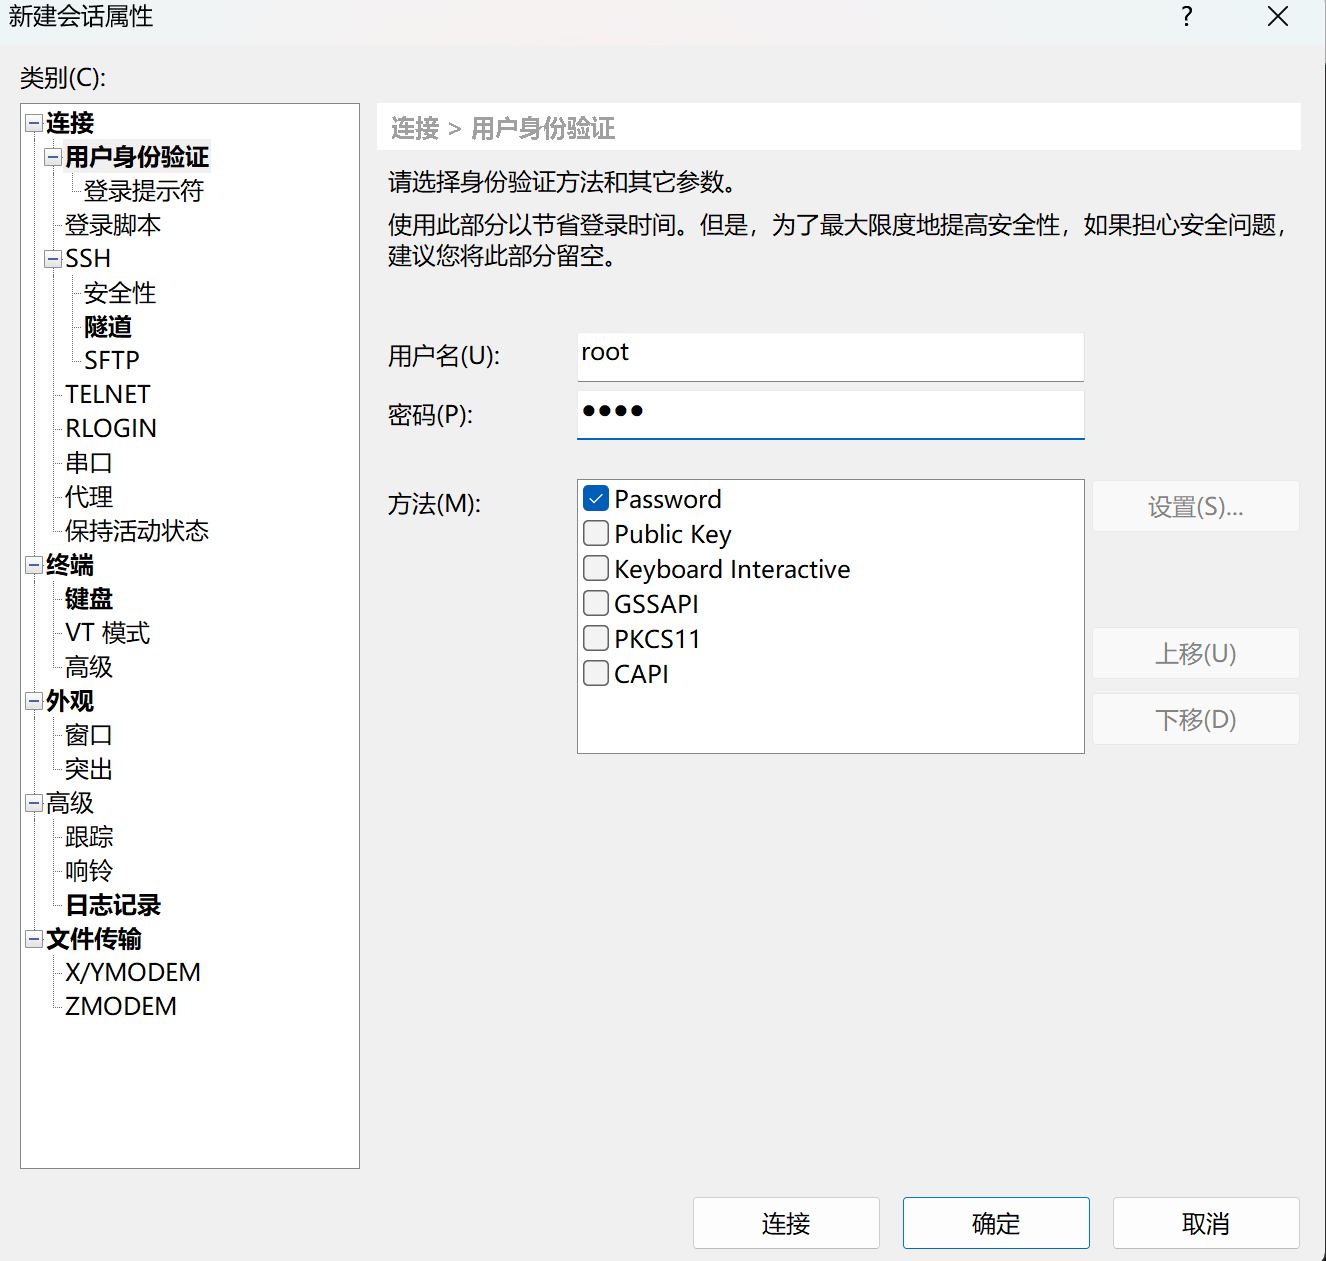 新建会话属性
?
类别(C):
连接
用户身份验证
登录提示符
登录脚本
SSH
安全性
隧道
SFTP
TELNET
RLOGIN
串口
代理
保持活动状态
终端
键盘
VT 模式
高级
外观
窗口
突出
高级
跟踪
响铃
日志记录
文件传输
X/YMODEM
ZMODEM
连接 > 用户身份验证
请选择身份验证方法和其它参数。
使用此部分以节省登录时间。但是，为了最大限度地提高安全性，如果担心安全问题，
建议您将此部分留空。
用户名(U):
root
密码(P):
●●●●
方法(M):
Password
Public Key
Keyboard Interactive
GSSAPI
PKCS11
CAPI
设置(S)...
上移(U)
下移(D)
连接
确定
取消